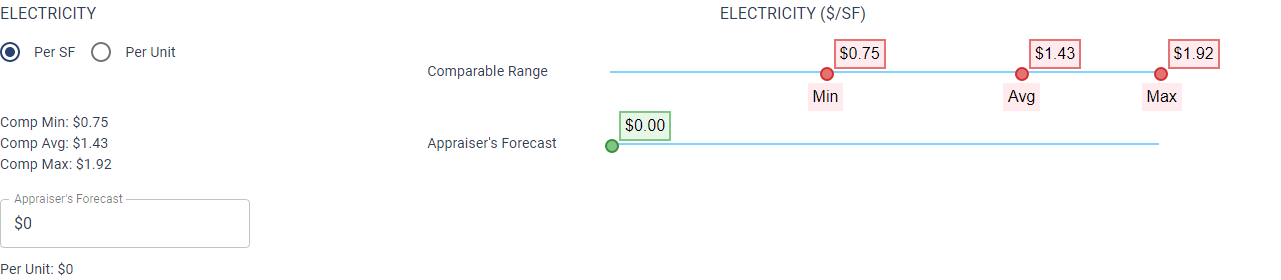 ELECTRICITY
Per SF
Per Unit
Comp Min: $0.75
Comp Avg: $1.43
Comp Max: $1.92
Appraiser's Forecast
$0
Per Unit: $0
ELECTRICITY ($/SF)
Comparable Range
$0.75
$1.43
$1.92
Min
Avg
Max
Appraiser's Forecast
$0.00